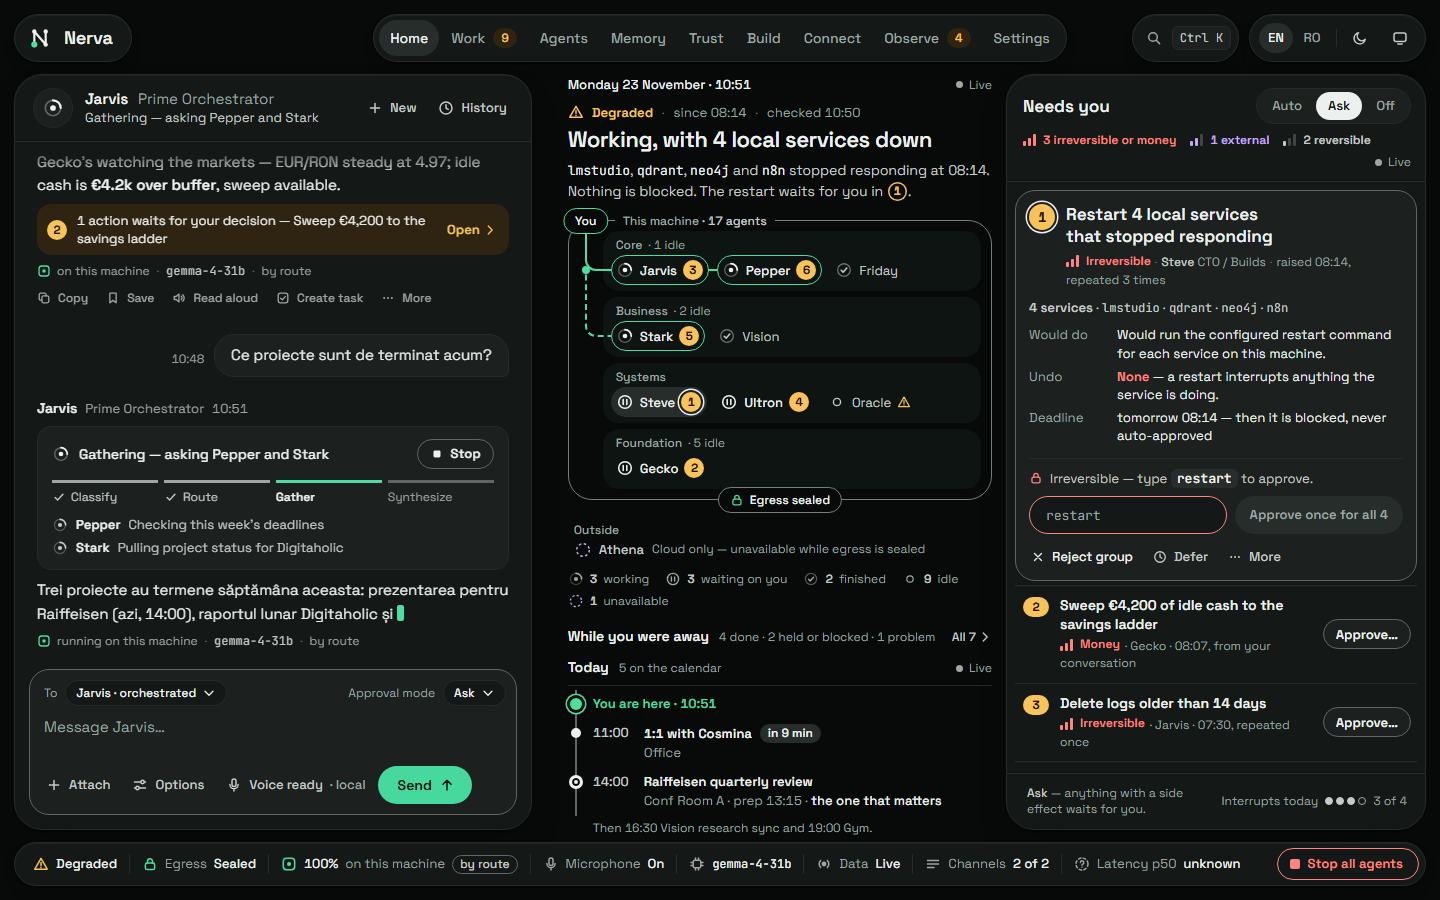 Nerva
Home Work 9 Agents Memory Trust Build Connect Observe 4 Settings
Ctrl K
EN RO
Jarvis Prime Orchestrator
Gathering — asking Pepper and Stark
New History
Gecko's watching the markets — EUR/RON steady at 4.97; idle
cash is €4.2k over buffer, sweep available.
2 1 action waits for your decision — Sweep €4,200 to the
savings ladder
Open
on this machine · gemma-4-31b · by route
Copy Save Read aloud Create task More
10:48 Ce proiecte sunt de terminat acum?
Jarvis Prime Orchestrator 10:51
Gathering — asking Pepper and Stark Stop
Classify Route Gather Synthesize
Pepper Checking this week's deadlines
Stark Pulling project status for Digitaholic
Trei proiecte au termene săptămâna aceasta: prezentarea pentru
Raiffeisen (azi, 14:00), raportul lunar Digitaholic și
running on this machine · gemma-4-31b · by route
To Jarvis · orchestrated Approval mode Ask
Message Jarvis…
Attach Options Voice ready · local Send
Monday 23 November · 10:51 Live
Degraded · since 08:14 · checked 10:50
Working, with 4 local services down
lmstudio, qdrant, neo4j and n8n stopped responding at 08:14.
Nothing is blocked. The restart waits for you in 1.
You This machine · 17 agents
Core · 1 idle
Jarvis 3 Pepper 6 Friday
Business · 2 idle
Stark 5 Vision
Systems
Steve 1 Ultron 4 Oracle
Foundation · 5 idle
Gecko 2
Egress sealed
Outside
Athena Cloud only — unavailable while egress is sealed
3 working 3 waiting on you 2 finished 9 idle
1 unavailable
While you were away 4 done · 2 held or blocked · 1 problem All 7
Today 5 on the calendar Live
You are here · 10:51
11:00 1:1 with Cosmina in 9 min
Office
14:00 Raiffeisen quarterly review
Conf Room A · prep 13:15 · the one that matters
Then 16:30 Vision research sync and 19:00 Gym.
Needs you Auto Ask Off
3 irreversible or money 1 external 2 reversible
Live
1 Restart 4 local services
that stopped responding
Irreversible · Steve CTO / Builds · raised 08:14,
repeated 3 times
4 services · lmstudio · qdrant · neo4j · n8n
Would do Would run the configured restart command
for each service on this machine.
Undo None — a restart interrupts anything the
service is doing.
Deadline tomorrow 08:14 — then it is blocked, never
auto-approved
Irreversible — type restart to approve.
restart Approve once for all 4
Reject group Defer More
2 Sweep €4,200 of idle cash to the
savings ladder
Money · Gecko · 08:07, from your
conversation
Approve…
3 Delete logs older than 14 days
Irreversible · Jarvis · 07:30, repeated
once
Approve…
Ask — anything with a side
effect waits for you.
Interrupts today 3 of 4
Degraded Egress Sealed 100% on this machine by route Microphone On gemma-4-31b Data Live Channels 2 of 2 Latency p50 unknown Stop all agents